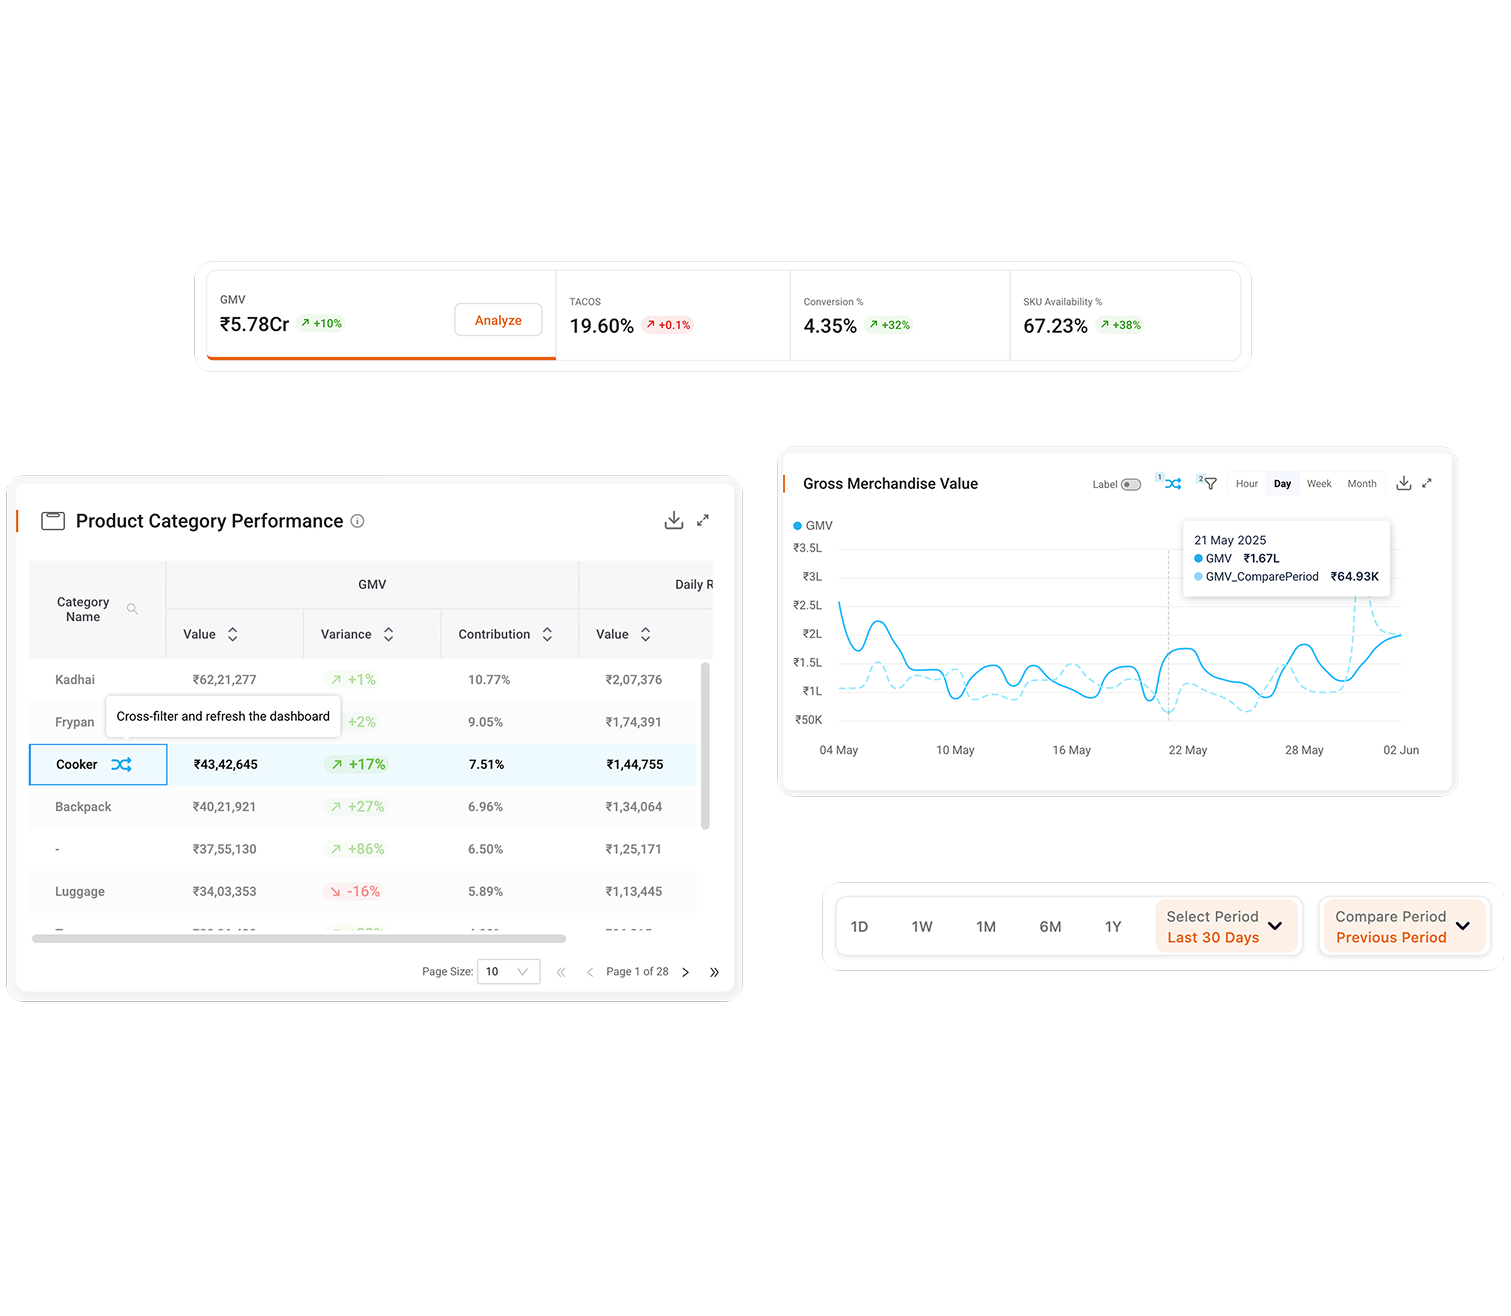 GMV
₹5.78Cr +10%
Analyze
TACOS
19.60% +0.1%
Conversion %
4.35% +32%
SKU Availability %
67.23% +38%
Product Category Performance
Category
Name
GMV
Daily R
Value
Variance
Contribution
Value
Kadhai ₹62,21,277 +1% 10.77% ₹2,07,376
Frypan +2% 9.05% ₹1,74,391
Cross-filter and refresh the dashboard
Cooker ₹43,42,645 +17% 7.51% ₹1,44,755
Backpack ₹40,21,921 +27% 6.96% ₹1,34,064
- ₹37,55,130 +86% 6.50% ₹1,25,171
Luggage ₹34,03,353 -16% 5.89% ₹1,13,445
Page Size: 10 Page 1 of 28
Gross Merchandise Value
Label 1 2 Hour Day Week Month
GMV
₹3.5L
₹3L
₹2.5L
₹2L
₹1.5L
₹1L
₹50K
21 May 2025
GMV ₹1.67L
GMV_ComparePeriod ₹64.93K
04 May 10 May 16 May 22 May 28 May 02 Jun
1D 1W 1M 6M 1Y
Select Period
Last 30 Days
Compare Period
Previous Period